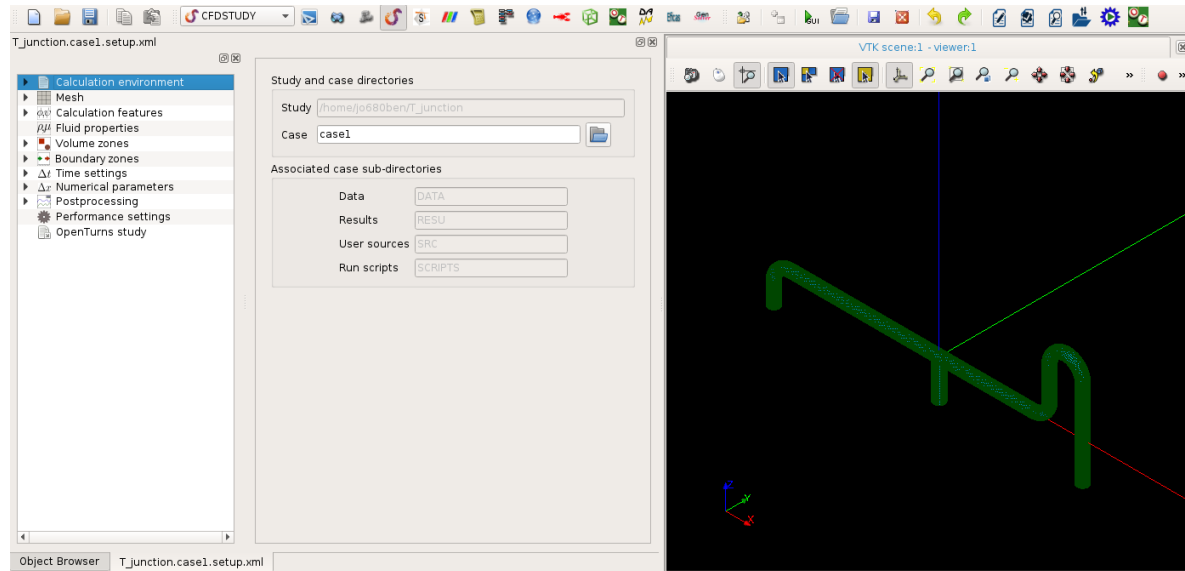 CFDSTUDY
GUI
»
T_junction.case1.setup.xml
VTK scene:1 - viewer:1
» »
Calculation environment
Mesh
Calculation features
ρ,μ Fluid properties
Volume zones
Boundary zones
Δt Time settings
Δx Numerical parameters
Postprocessing
Performance settings
OpenTurns study
Study and case directories
Study /home/jo680ben/T_junction
Case case1
Associated case sub-directories
Data DATA
Results RESU
User sources SRC
Run scripts SCRIPTS
Z
Y
X
Object Browser T_junction.case1.setup.xml